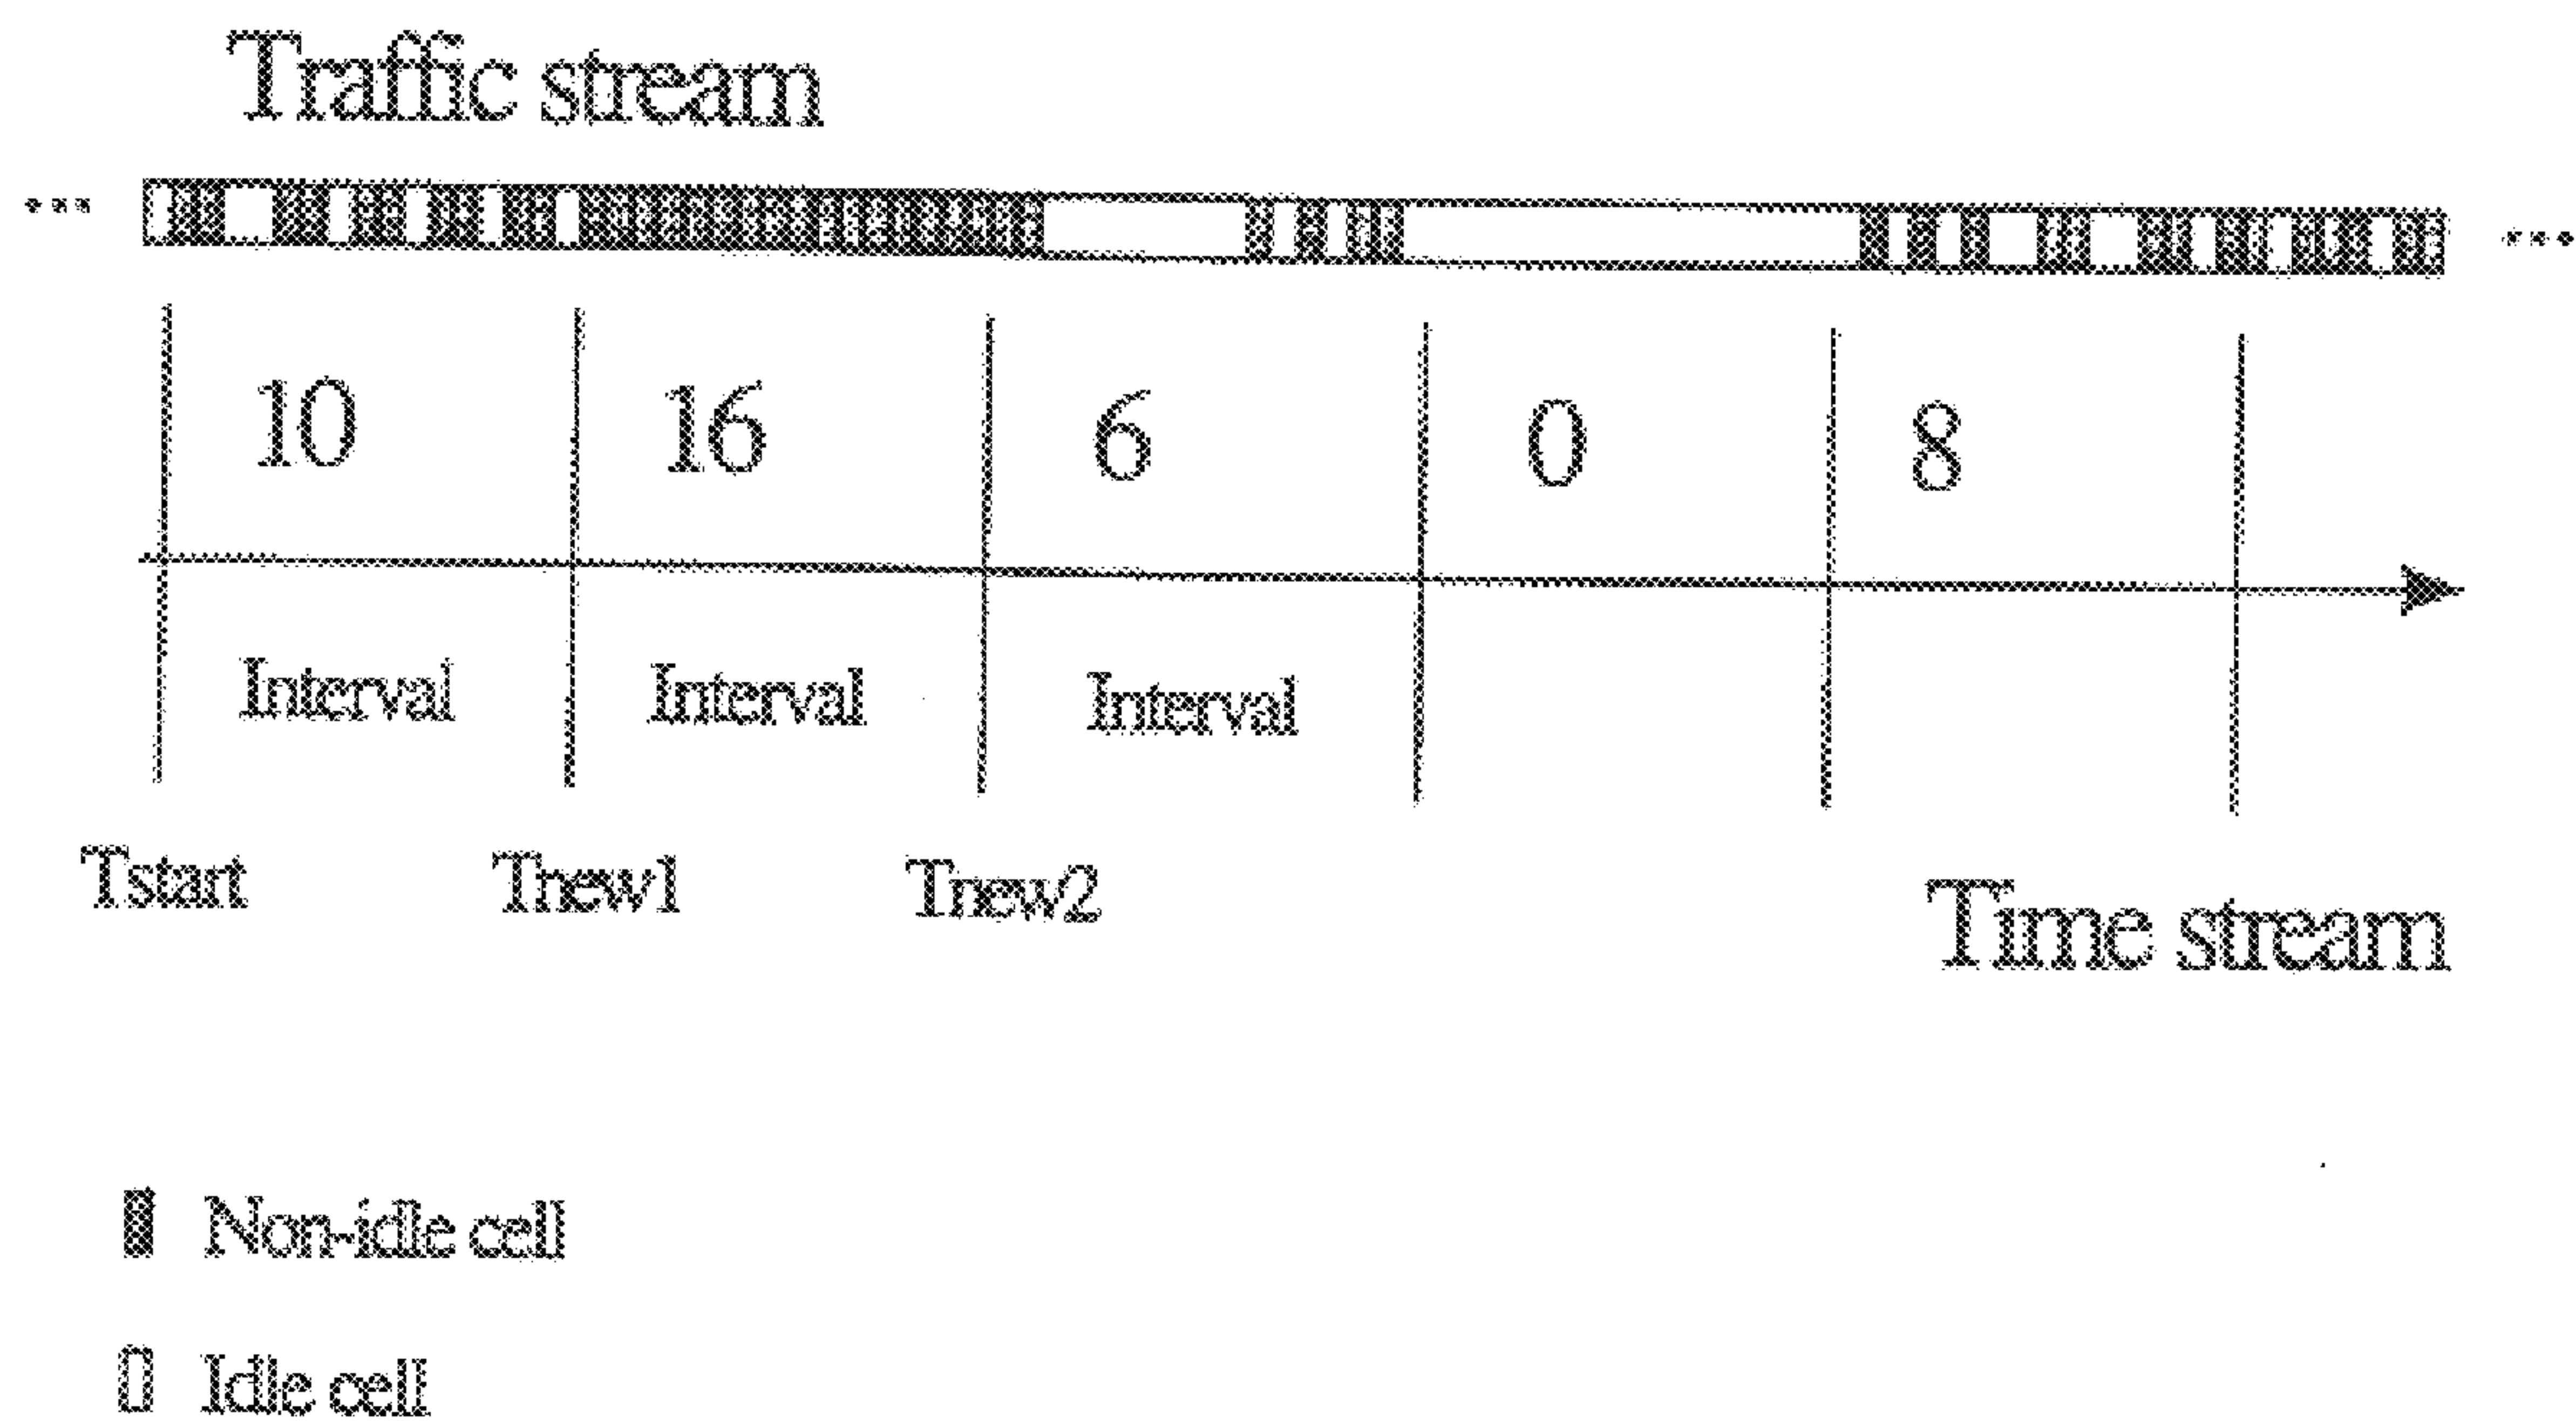 Traffic stream
... ...
10 16 6 0 8
Interval Interval Interval
Tstart Tnew1 Tnew2
Time stream
Non-idle cell
Idle cell